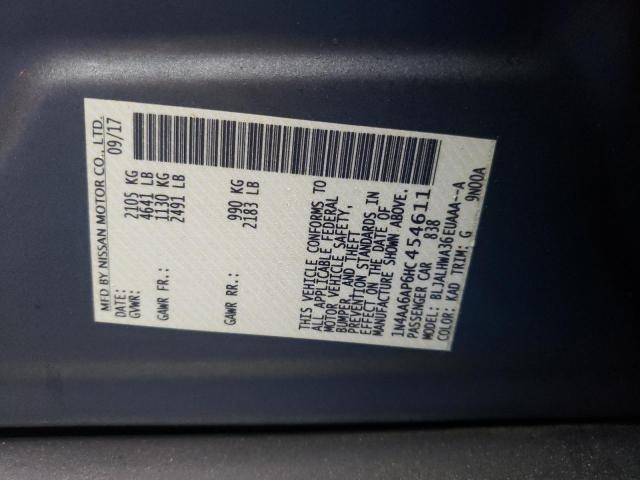 MFD BY NISSAN MOTOR CO., LTD.
DATE: 09/17
GVWR: 2105 KG
4641 LB
GAWR FR.: 1130 KG
2491 LB
GAWR RR.: 990 KG
2183 LB
THIS VEHICLE CONFORMS TO
ALL APPLICABLE FEDERAL
MOTOR VEHICLE SAFETY,
BUMPER, AND THEFT
PREVENTION STANDARDS IN
EFFECT ON THE DATE OF
MANUFACTURE SHOWN ABOVE.
1N4AA6AP6HC454611
PASSENGER CAR 838
MODEL: BLJALHWA36EUAAA--A
COLOR: KAD TRIM: G 9N00A